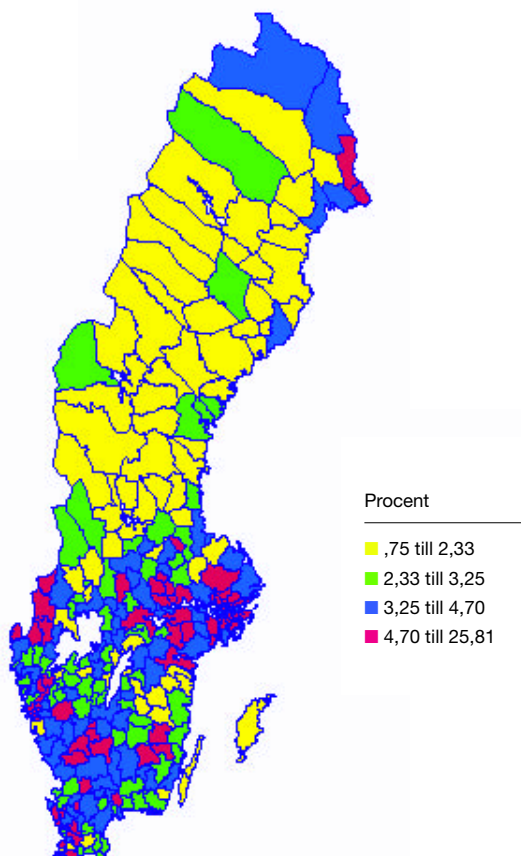 Procent
,75 till 2,33
2,33 till 3,25
3,25 till 4,70
4,70 till 25,81